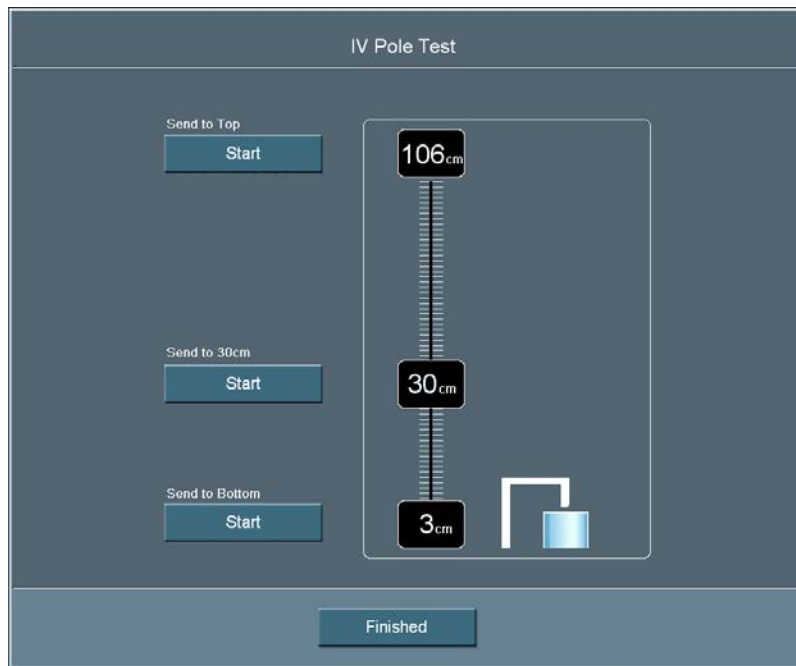 IV Pole Test
Send to Top
Start
106cm
Send to 30cm
Start
30cm
Send to Bottom
Start
3cm
Finished